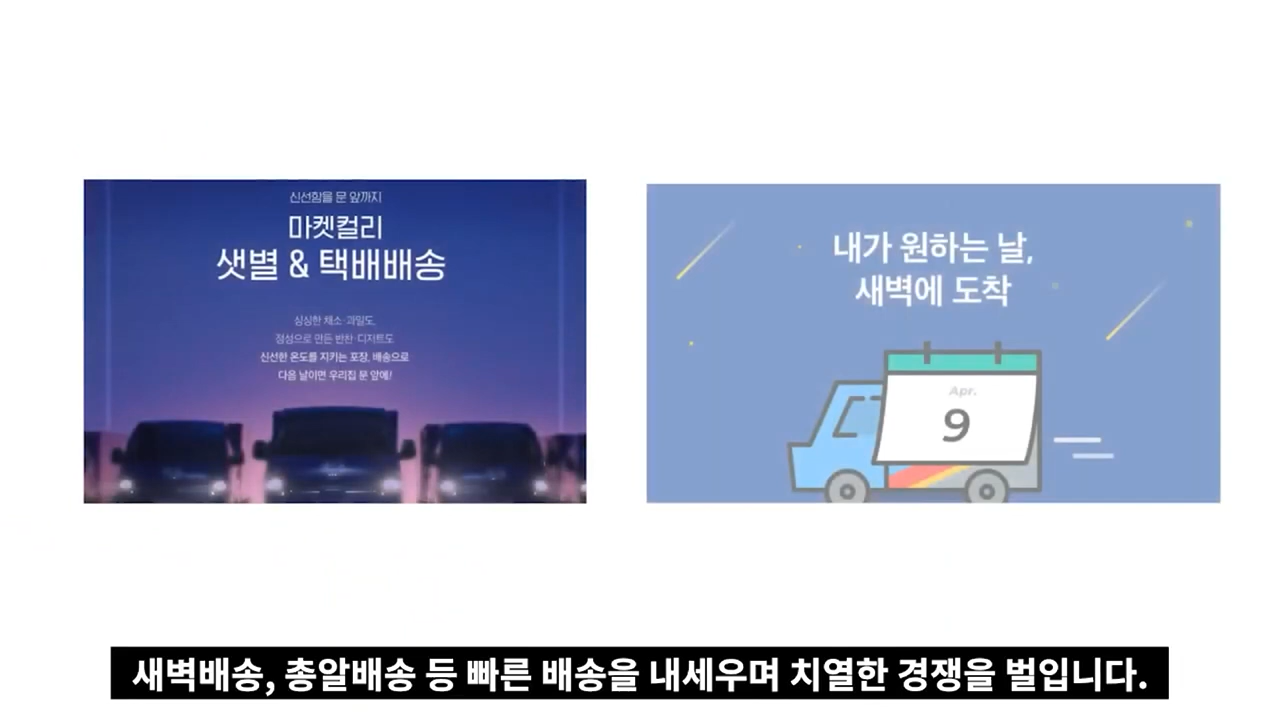 신선함을 문 앞까지
마켓컬리
샛별 & 택배배송
싱싱한 채소·과일도,
정성으로 만든 반찬·디저트도
신선한 온도를 지키는 포장, 배송으로
다음 날이면 우리집 문 앞에!
내가 원하는 날,
새벽에 도착
Apr.
9
새벽배송, 총알배송 등 빠른 배송을 내세우며 치열한 경쟁을 벌입니다.